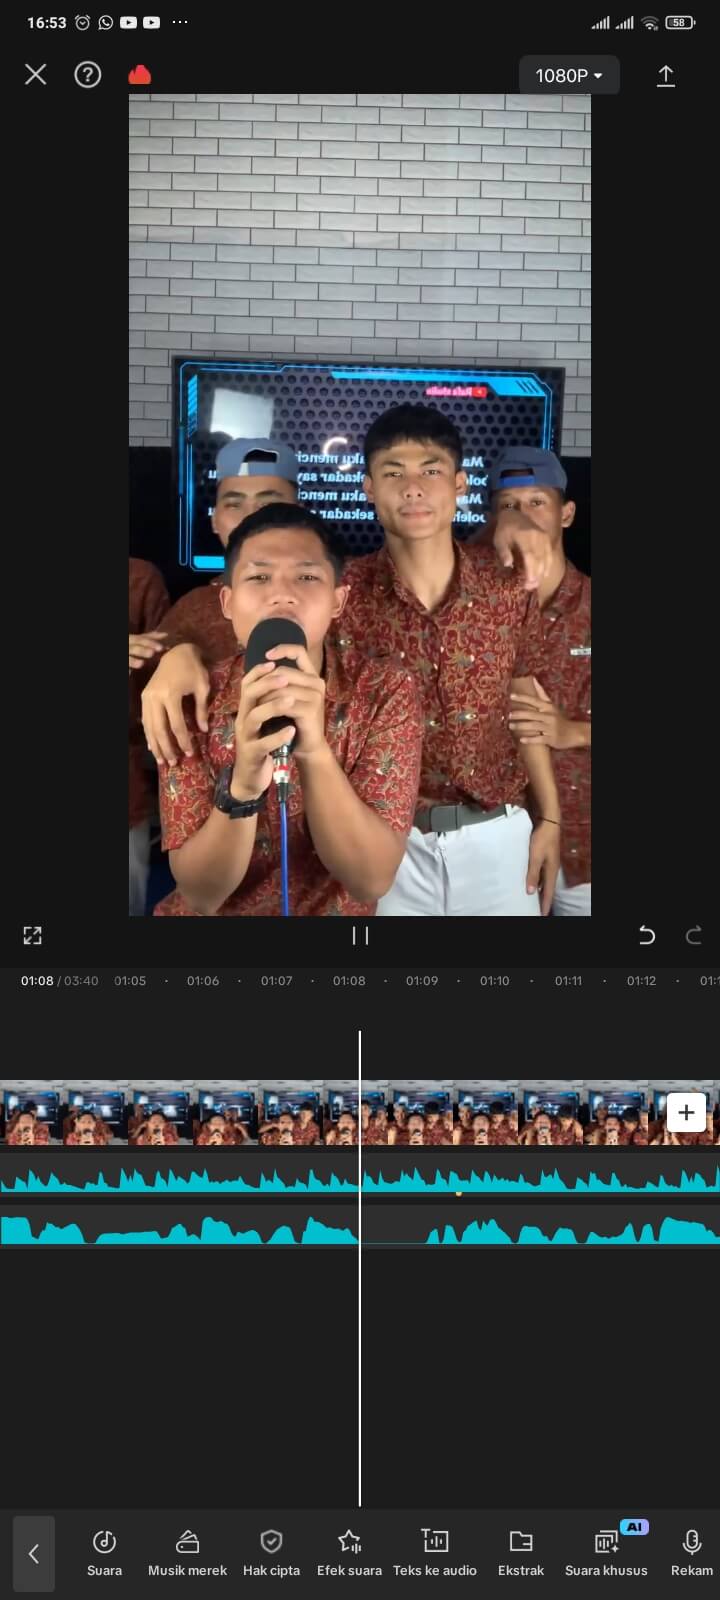 16:53
58
1080P
Rafa studio
01:08 / 03:40
01:05
01:06
01:07
01:08
01:09
01:10
01:11
01:12
AI
Suara
Musik merek
Hak cipta
Efek suara
Teks ke audio
Ekstrak
Suara khusus
Rekam